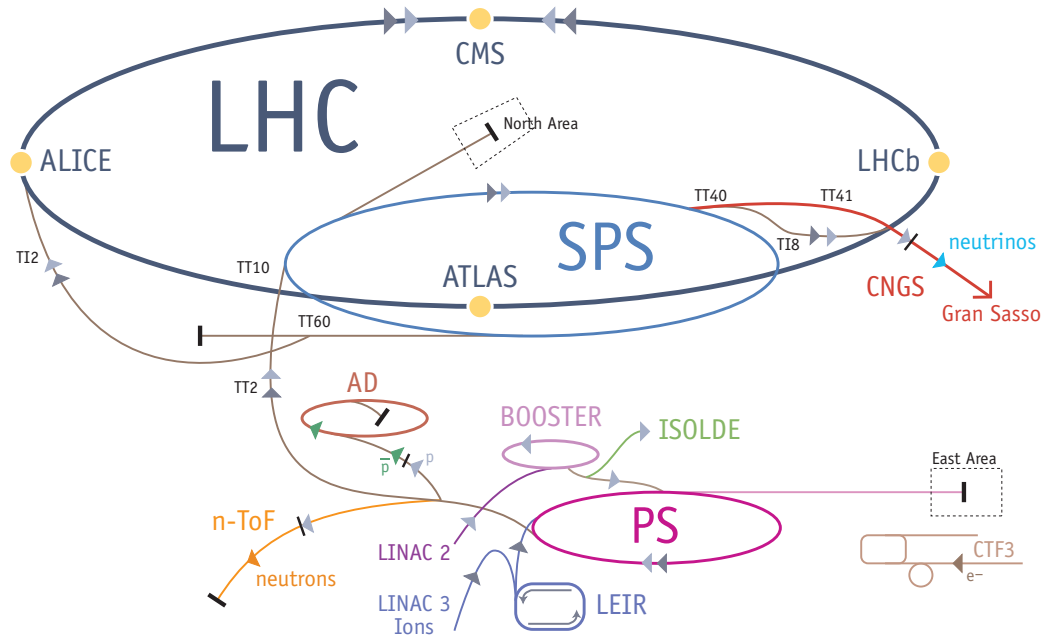 CMS
LHC
North Area
ALICE
LHCb
TT40
TT41
SPS
TI8
neutrinos
TI2
TT10
ATLAS
CNGS
Gran Sasso
TT60
TT2
AD
BOOSTER
ISOLDE
p
p
East Area
n-ToF
PS
LINAC 2
neutrons
CTF3
e−
LINAC 3
Ions
LEIR